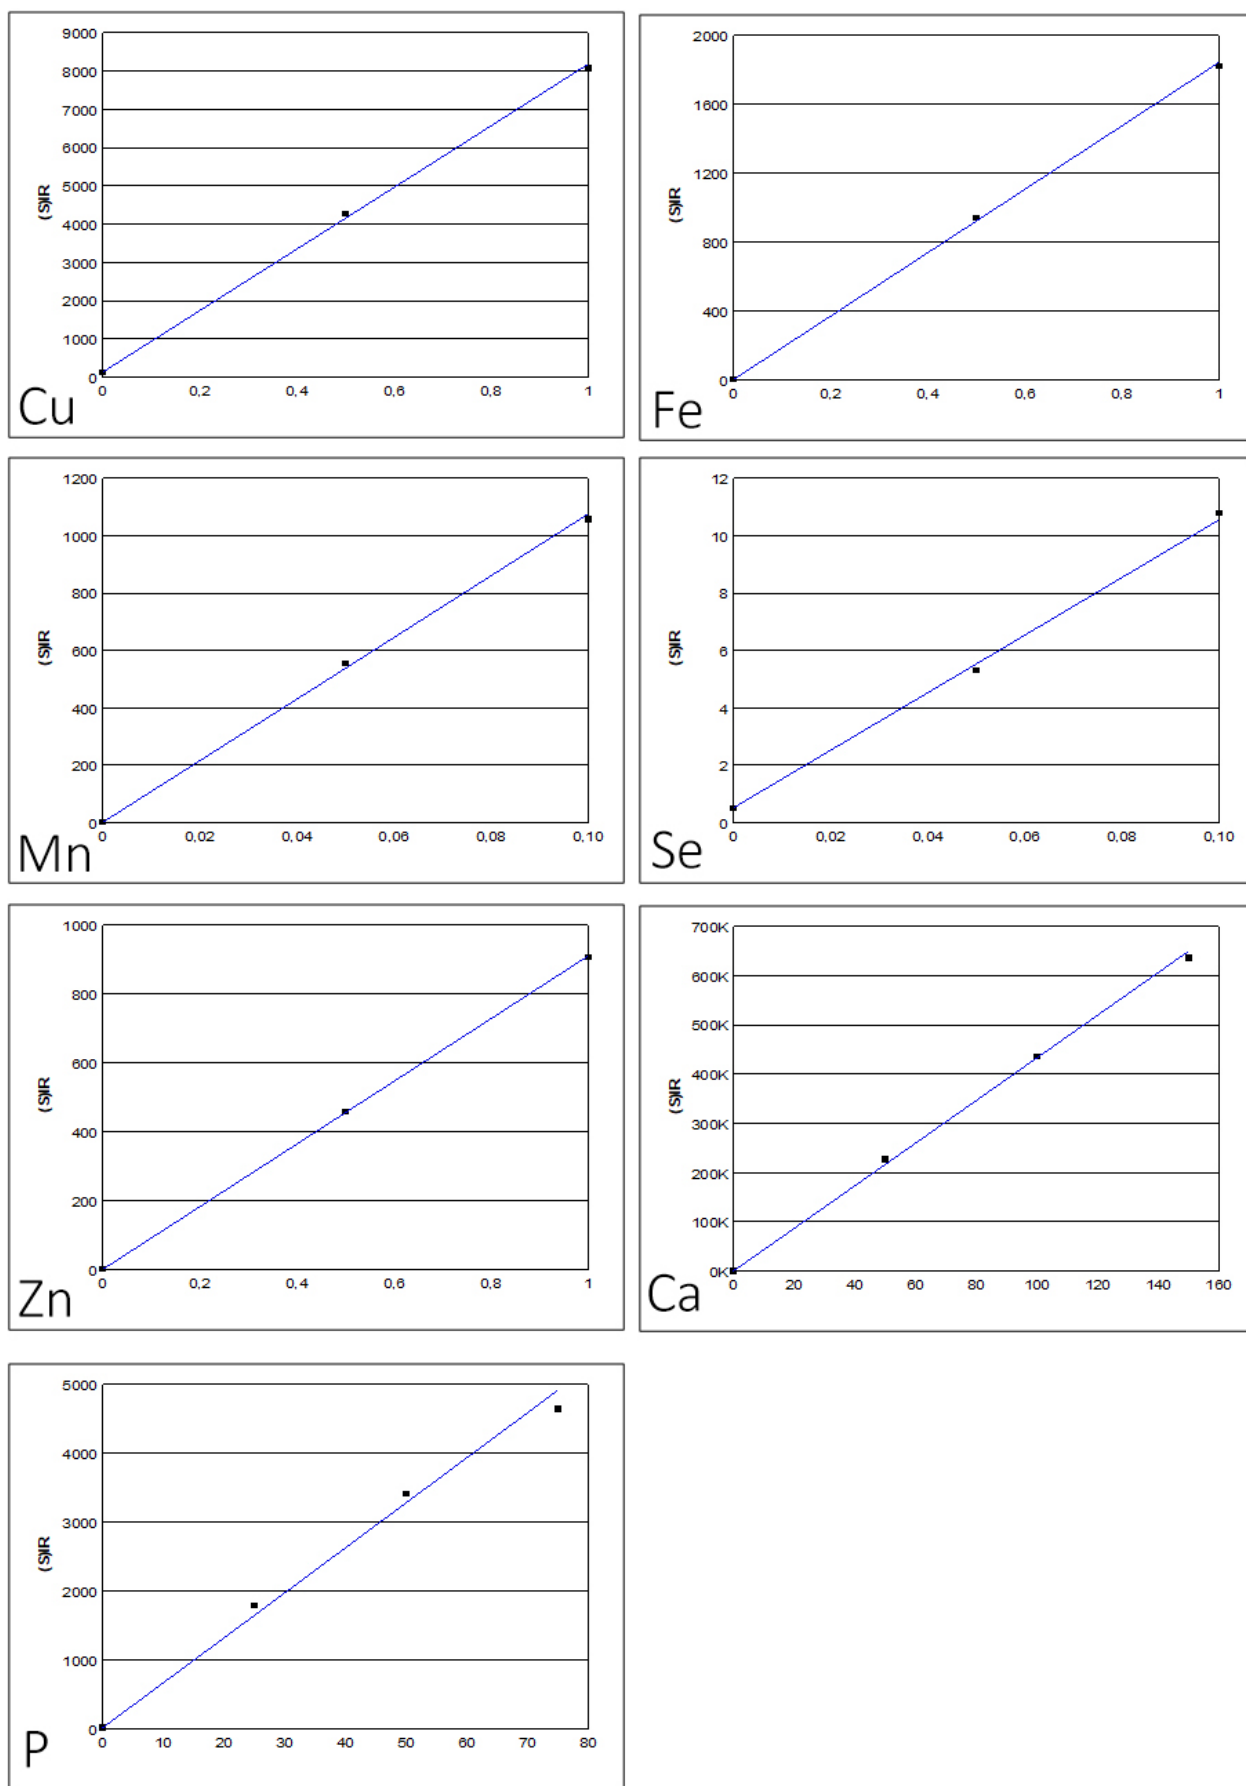 9000
8000
7000
6000
5000
4000
3000
2000
1000
0
(S)IR
0 0,2 0,4 0,6 0,8 1
Cu
2000
1600
1200
800
400
0
(S)IR
0 0,2 0,4 0,6 0,8 1
Fe
1200
1000
800
600
400
200
0
(S)IR
0 0,02 0,04 0,06 0,08 0,10
Mn
12
10
8
6
4
2
0
(S)IR
0 0,02 0,04 0,06 0,08 0,10
Se
1000
800
600
400
200
0
(S)IR
0 0,2 0,4 0,6 0,8 1
Zn
700K
600K
500K
400K
300K
200K
100K
0K
(S)IR
0 20 40 60 80 100 120 140 160
Ca
5000
4000
3000
2000
1000
0
(S)IR
0 10 20 30 40 50 60 70 80
P